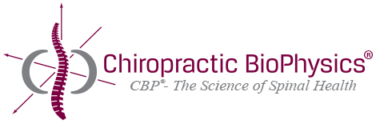 Chiropractic BioPhysics®
CBP®- The Science of Spinal Health